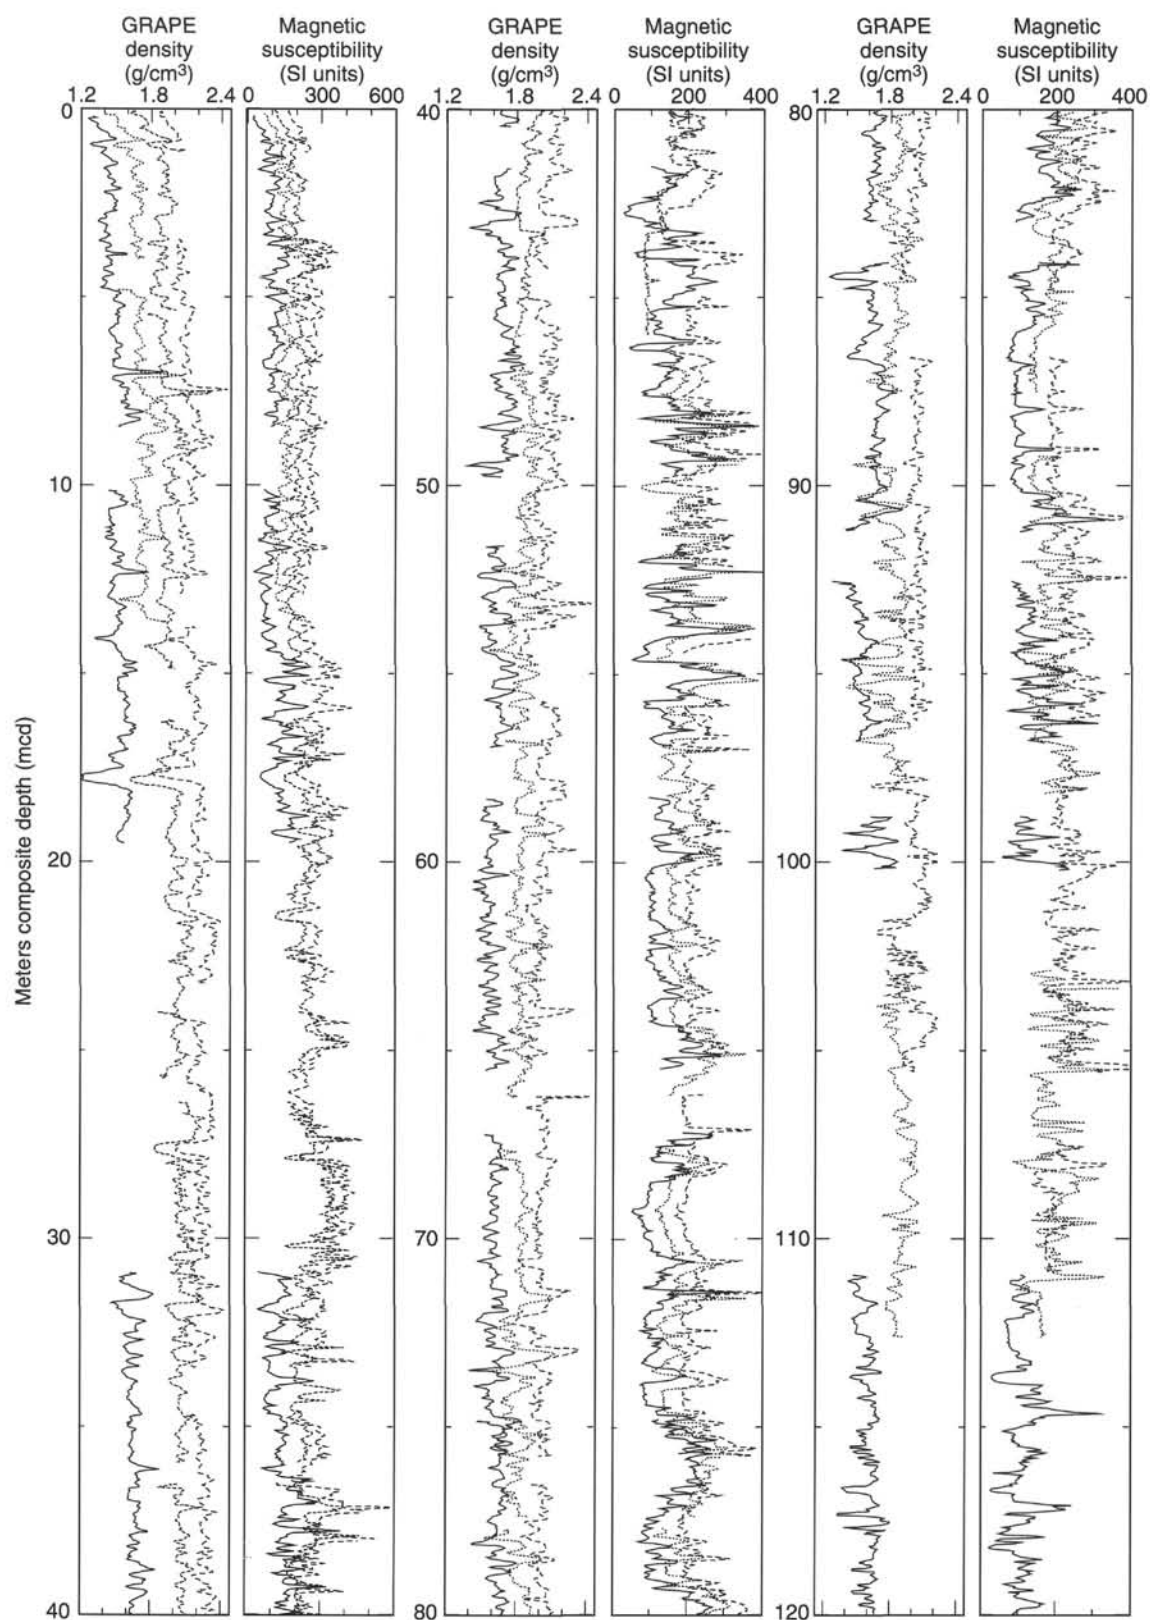 GRAPE
density
(g/cm³)
Magnetic
susceptibility
(SI units)
GRAPE
density
(g/cm³)
Magnetic
susceptibility
(SI units)
GRAPE
density
(g/cm³)
Magnetic
susceptibility
(SI units)
1.2 1.8 2.4 0 300 600 1.2 1.8 2.4 0 200 400 1.2 1.8 2.4 0 200 400
0 40 80
10 50 90
Meters composite depth (mcd)
20 60 100
30 70 110
40 80 120